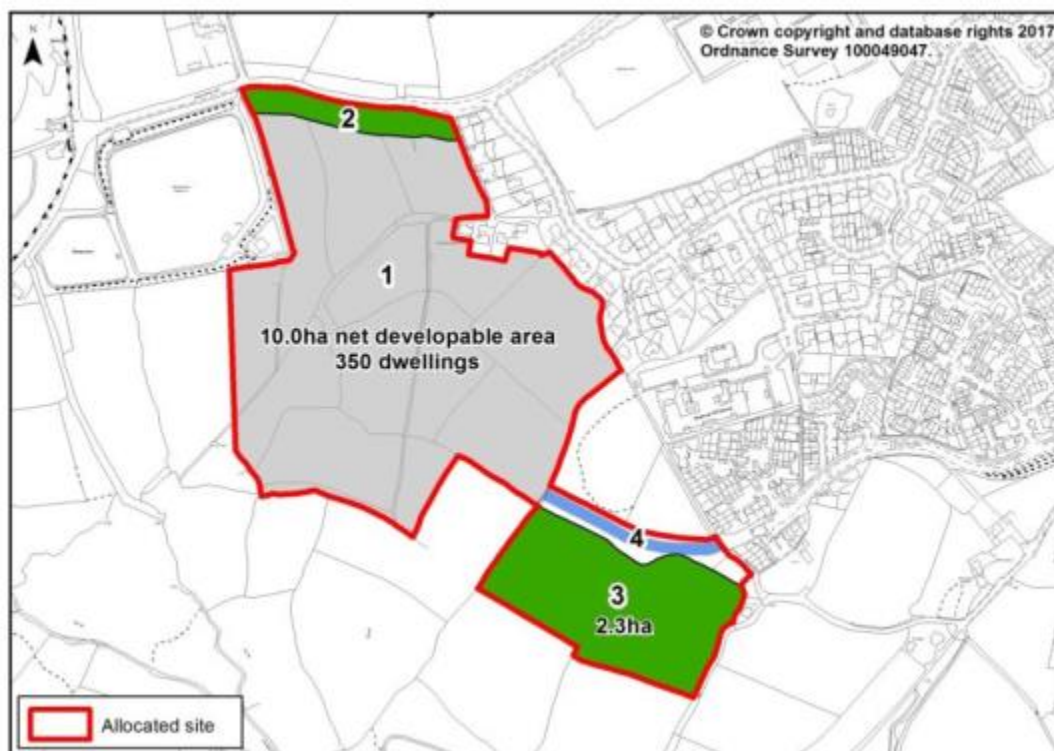 © Crown copyright and database rights 2017
Ordnance Survey 100049047.
N
2
1
10.0ha net developable area
350 dwellings
4
3
2.3ha
Allocated site